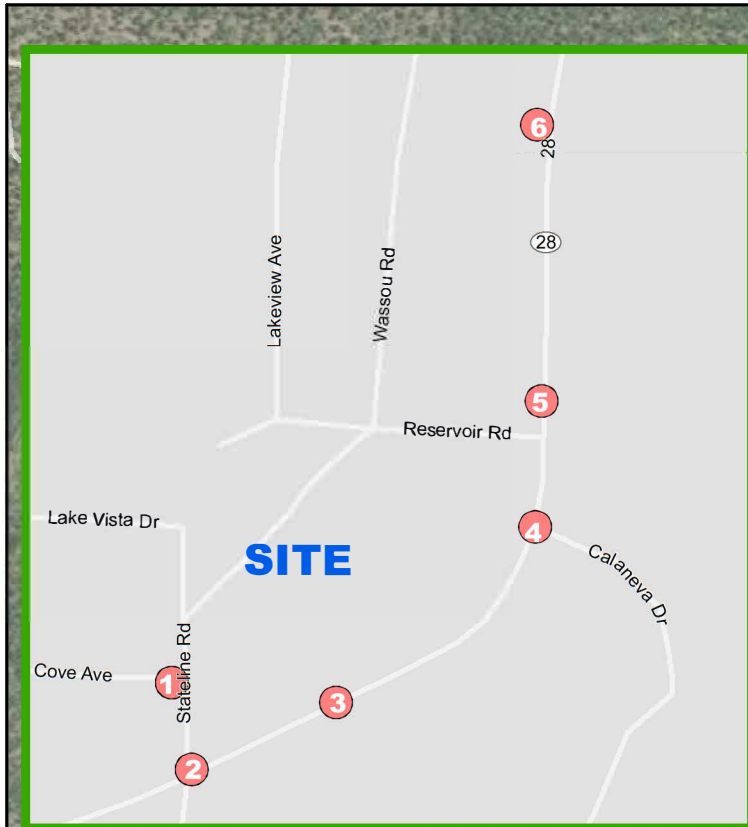 6
28
28
Lakeview Ave
Wassou Rd
5
Reservoir Rd
Lake Vista Dr
4
SITE
Calaneva Dr
Cove Ave
1
Stateline Rd
3
2